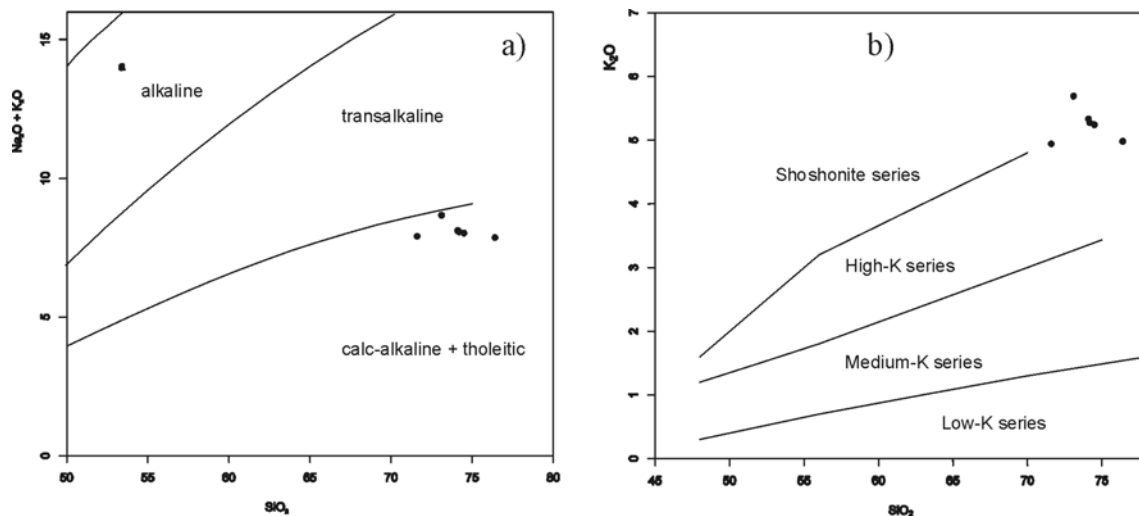 a)
alkaline
transalkaline
calc-alkaline + tholeitic
Na₂O + K₂O
0
5
10
15
50 55 60 65 70 75 80
SiO₂
b)
Shoshonite series
High-K series
Medium-K series
Low-K series
K₂O
7
6
5
4
3
2
1
0
45 50 55 60 65 70 75
SiO₂